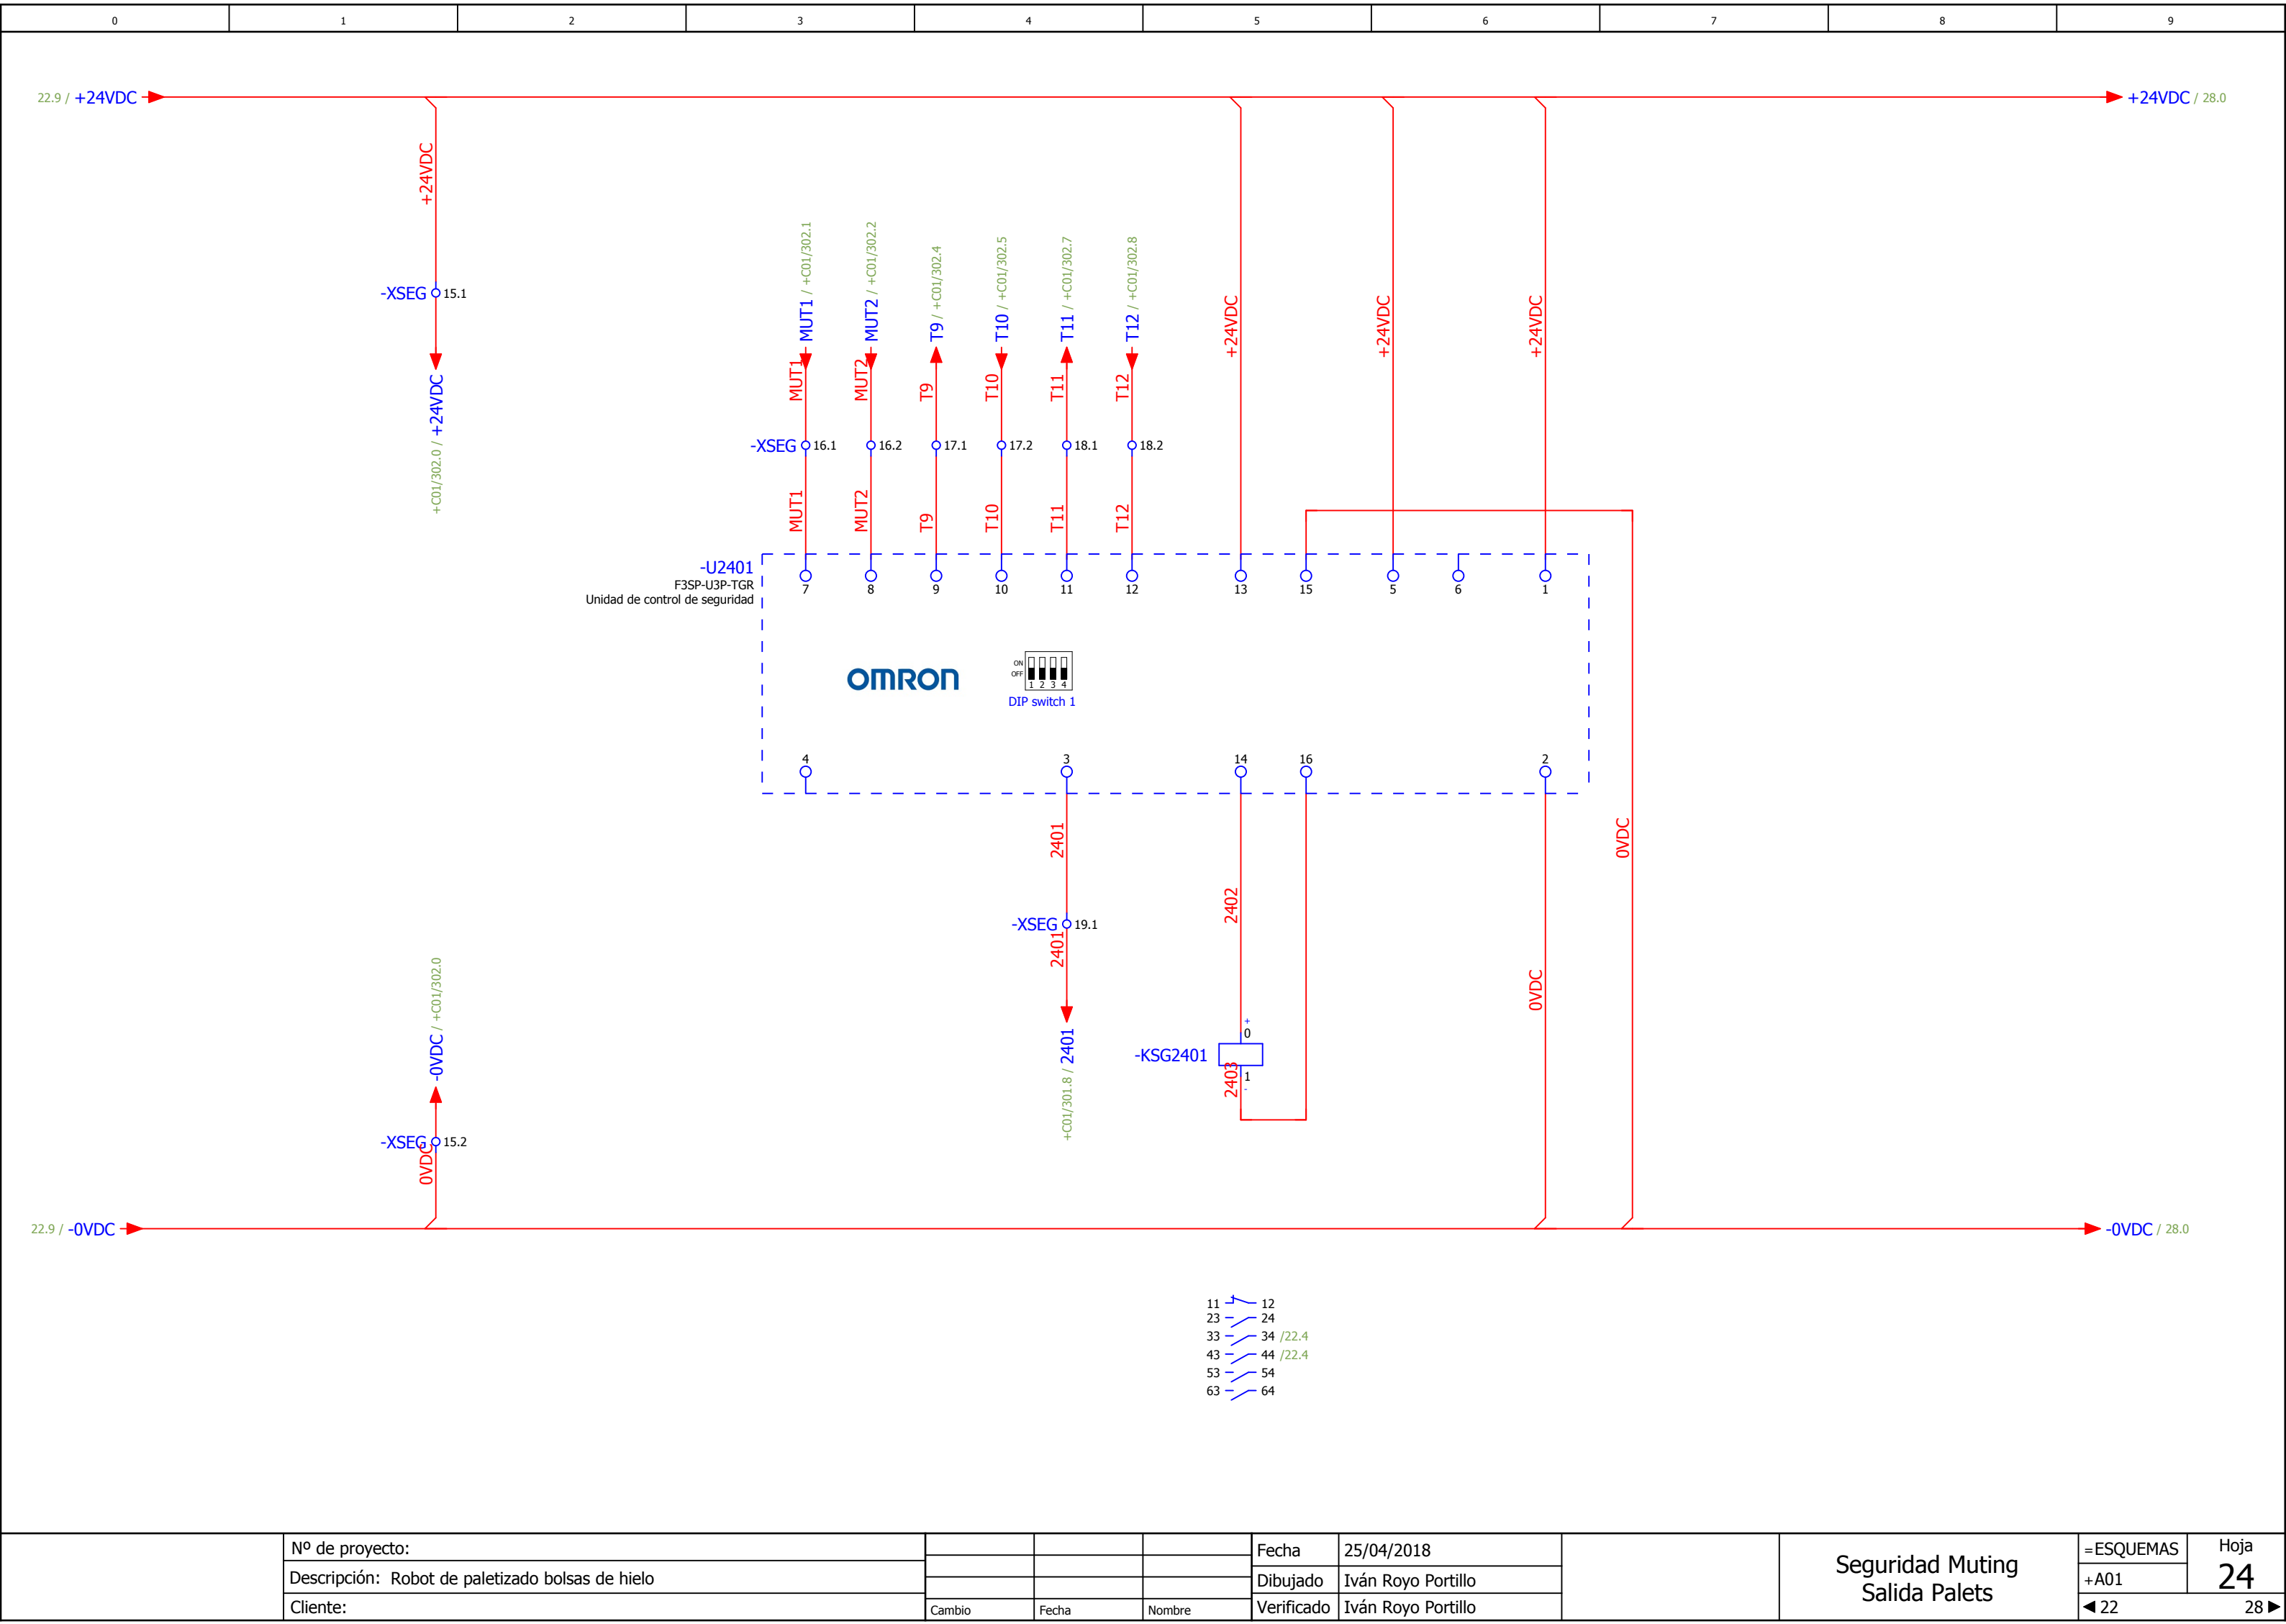 0 1 2 3 4 5 6 7 8 9
22.9 / +24VDC
+24VDC / 28.0
+24VDC
-XSEG 15.1
+C01/302.0 / +24VDC
MUT1 / +C01/302.1
MUT2 / +C01/302.2
T9 / +C01/302.4
T10 / +C01/302.5
T11 / +C01/302.7
T12 / +C01/302.8
+24VDC
+24VDC
+24VDC
MUT1 MUT2 T9 T10 T11 T12
-XSEG 16.1 16.2 17.1 17.2 18.1 18.2
MUT1 MUT2 T9 T10 T11 T12
-U2401
F3SP-U3P-TGR
Unidad de control de seguridad
7 8 9 10 11 12 13 15 5 6 1
OMRON
ON
OFF
1 2 3 4
DIP switch 1
4 3 14 16 2
2401
2402
0VDC
0VDC
-XSEG 19.1
2401
+C01/301.8 / 2401
-KSG2401
+
0
1
-
2403
-0VDC / +C01/302.0
-XSEG 15.2
0VDC
22.9 / -0VDC
-0VDC / 28.0
11 12
23 24
33 34 /22.4
43 44 /22.4
53 54
63 64
Nº de proyecto:
Descripción: Robot de paletizado bolsas de hielo
Cliente:
Cambio Fecha Nombre
Fecha 25/04/2018
Dibujado Iván Royo Portillo
Verificado Iván Royo Portillo
Seguridad Muting
Salida Palets
=ESQUEMAS
+A01
Hoja
24
22 28